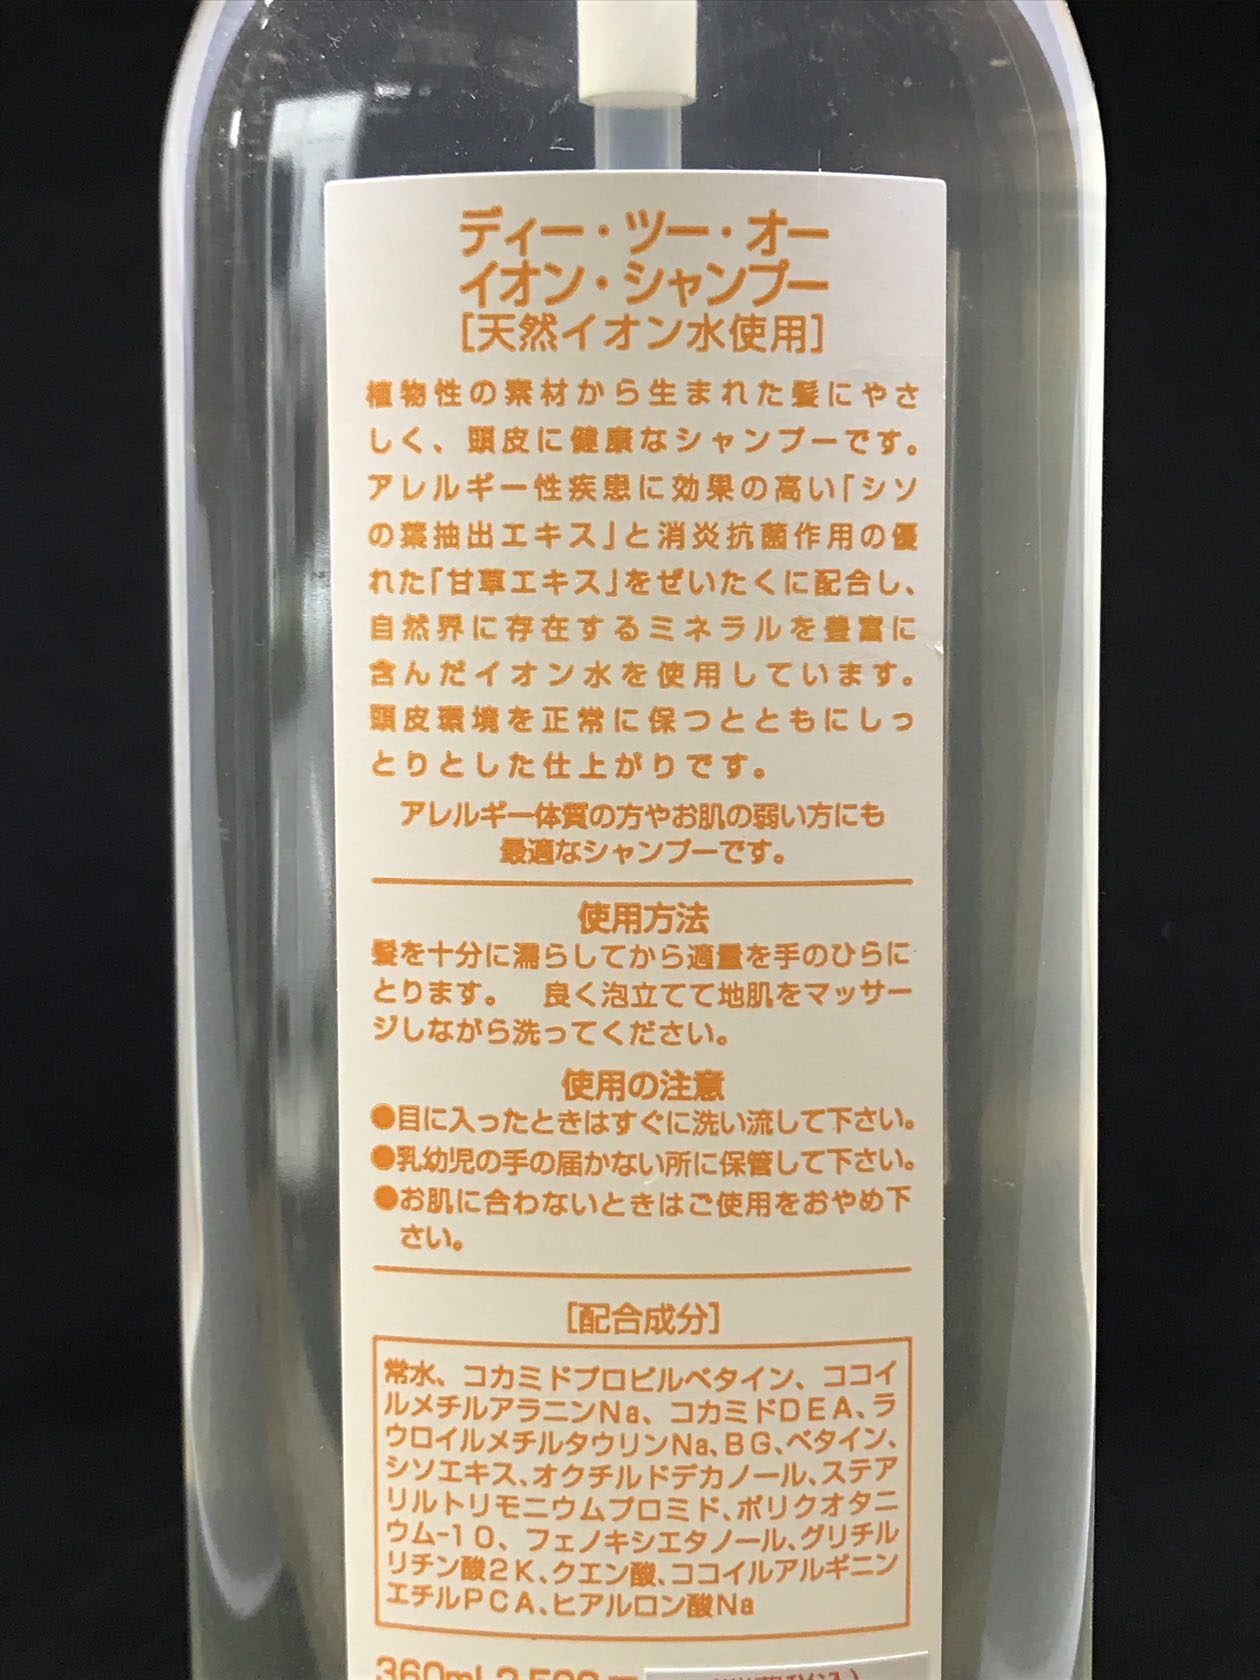 ディー・ツー・オー
イオン・シャンプー
[天然イオン水使用]
植物性の素材から生まれた髪にやさ
しく、頭皮に健康なシャンプーです。
アレルギー性疾患に効果の高い「シソ
の葉抽出エキス」と消炎抗菌作用の優
れた「甘草エキス」をぜいたくに配合し、
自然界に存在するミネラルを豊富に
含んだイオン水を使用しています。
頭皮環境を正常に保つとともにしっ
とりとした仕上がりです。
アレルギー体質の方やお肌の弱い方にも
最適なシャンプーです。
使用方法
髪を十分に濡らしてから適量を手のひらに
とります。 良く泡立てて地肌をマッサー
ジしながら洗ってください。
使用の注意
●目に入ったときはすぐに洗い流して下さい。
●乳幼児の手の届かない所に保管して下さい。
●お肌に合わないときはご使用をおやめ下
さい。
[配合成分]
常水、コカミドプロピルベタイン、ココイ
ルメチルアラニンNa、コカミドDEA、ラ
ウロイルメチルタウリンNa、BG、ベタイン、
シソエキス、オクチルドデカノール、ステア
リルトリモニウムブロミド、ポリクオタニ
ウム-10、フェノキシエタノール、グリチル
リチン酸2K、クエン酸、ココイルアルギニン
エチルPCA、ヒアルロン酸Na
360ml